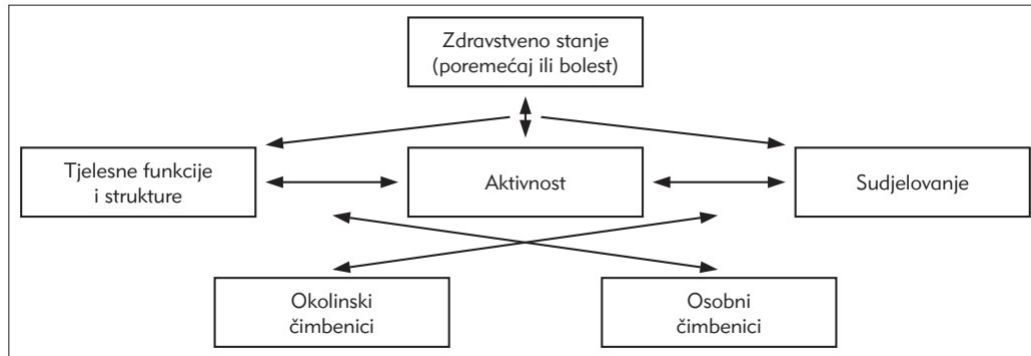 Zdravstveno stanje
(poremećaj ili bolest)
Tjelesne funkcije
i strukture
Aktivnost
Sudjelovanje
Okolinski
čimbenici
Osobni
čimbenici